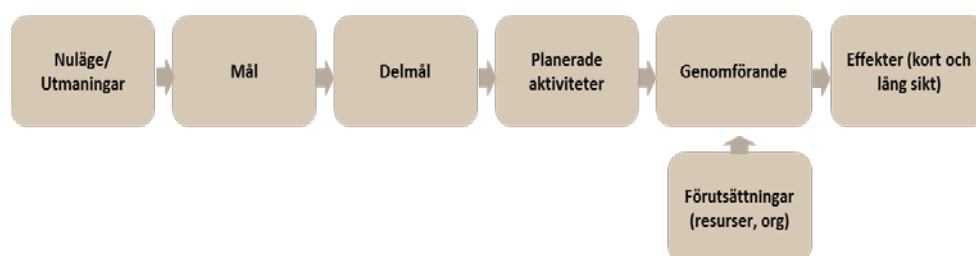 Nuläge/
Utmaningar
Mål
Delmål
Planerade
aktiviteter
Genomförande
Effekter (kort och
lång sikt)
Förutsättningar
(resurser, org)